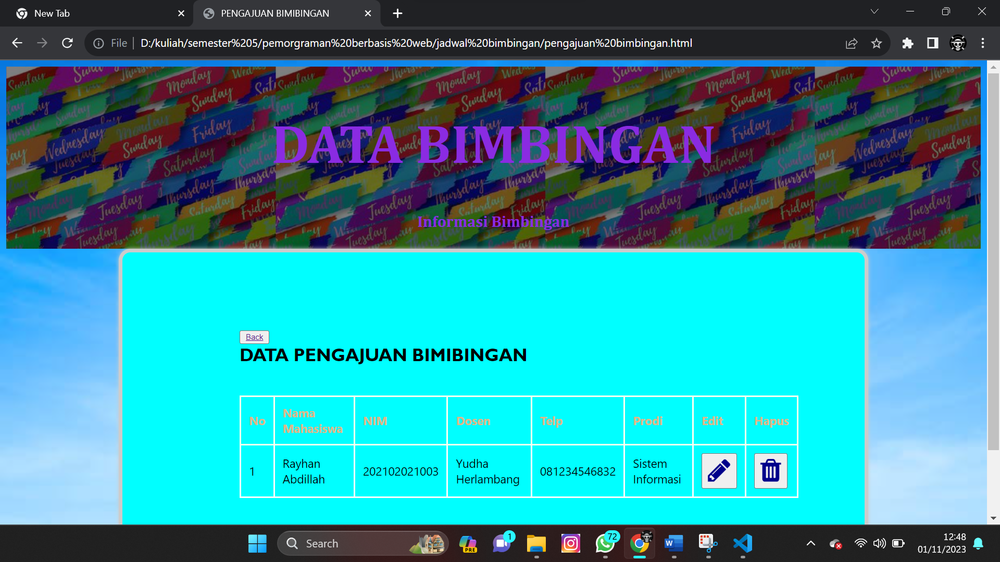 New Tab
PENGAJUAN BIMIBINGAN
File
D:/kuliah/semester%205/pemorgraman%20berbasis%20web/jadwal%20bimbingan/pengajuan%20bimbingan.html
DATA BIMBINGAN
Informasi Bimbingan
Back
DATA PENGAJUAN BIMIBINGAN
No
Nama
Mahasiswa
NIM
Dosen
Telp
Prodi
Edit
Hapus
1
Rayhan
Abdillah
202102021003
Yudha
Herlambang
081234546832
Sistem
Informasi
Search
PRE
1
72
12:48
01/11/2023